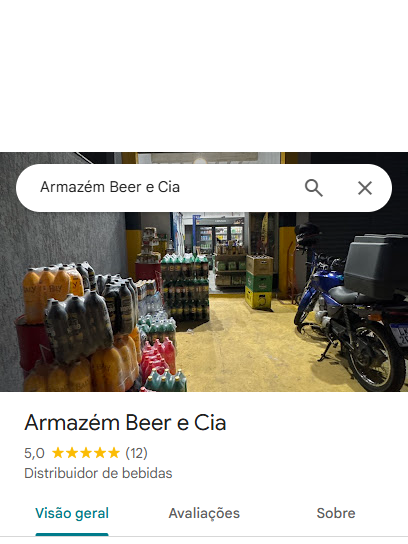 Armazém Beer e Cia
Armazém Beer e Cia
5,0 ★★★★★ (12)
Distribuidor de bebidas
Visão geral Avaliações Sobre